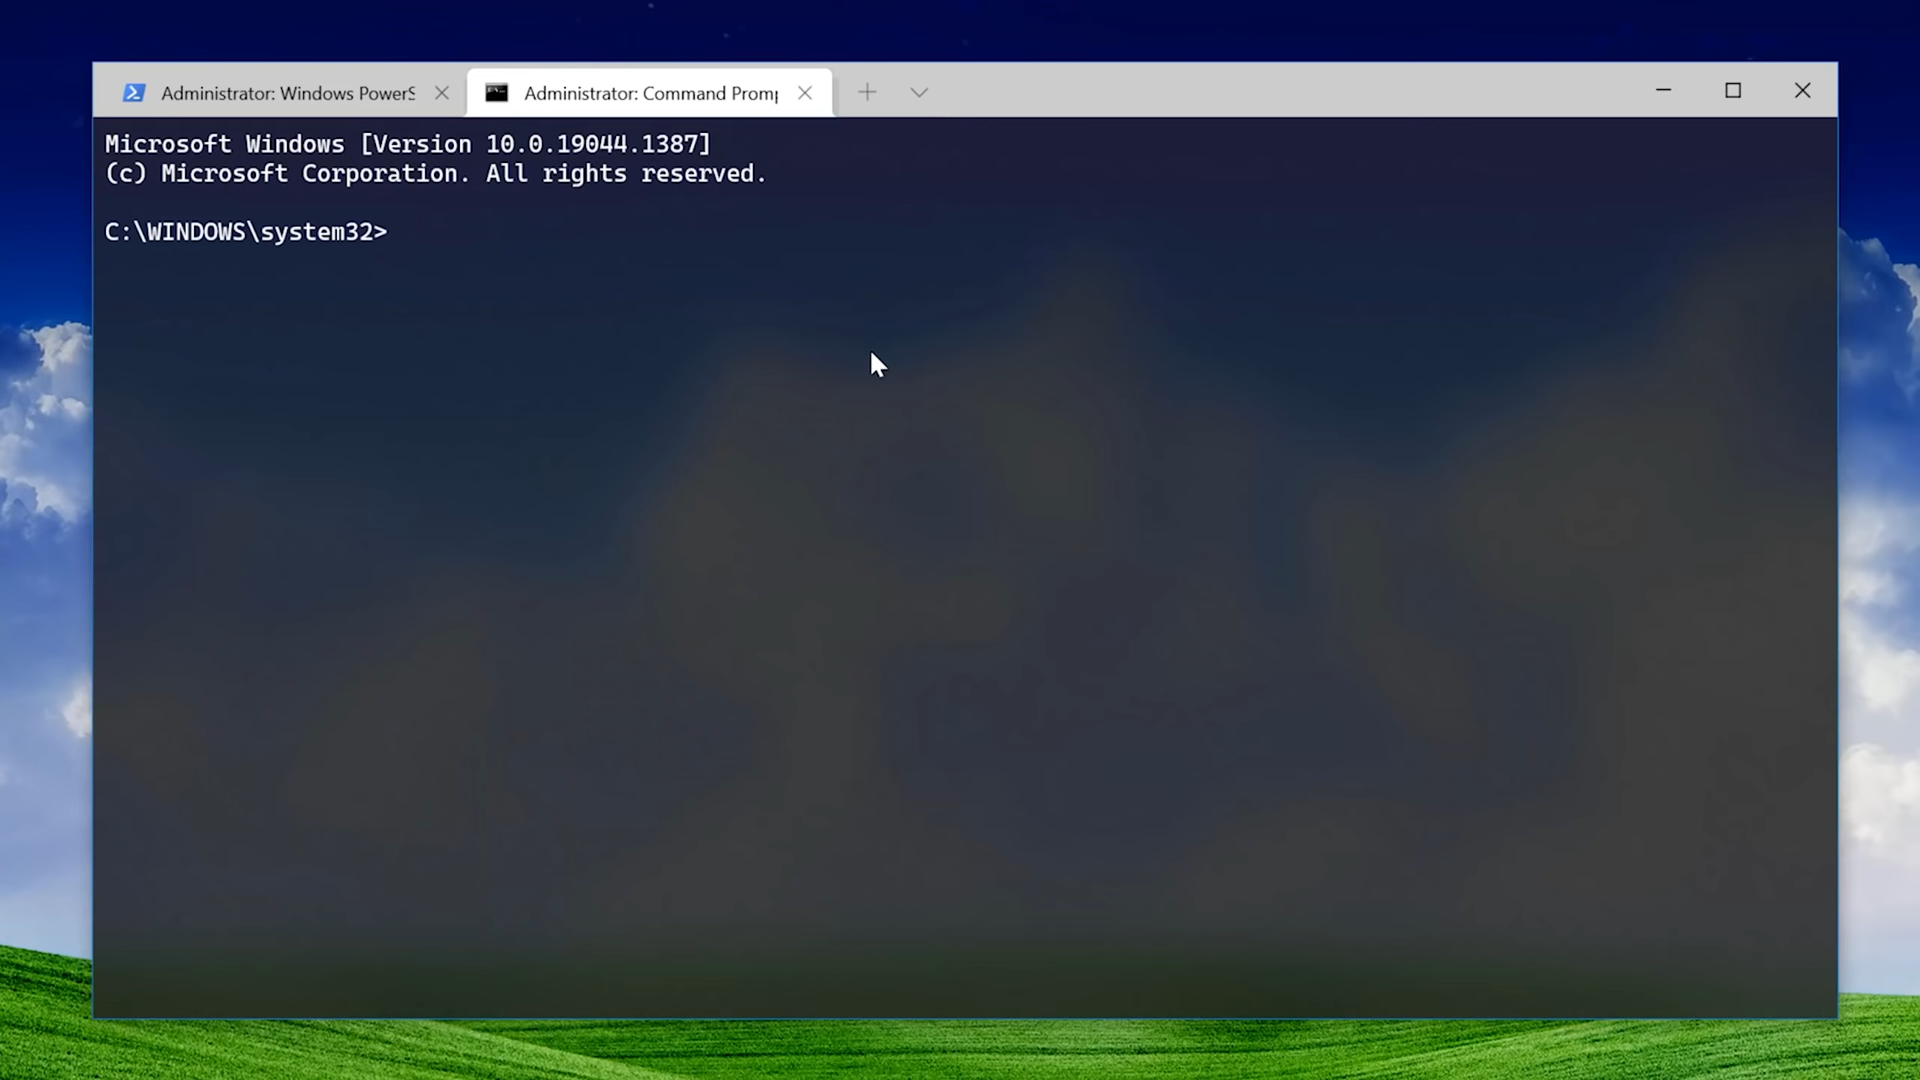 Administrator: Windows PowerS
Administrator: Command Promp
Microsoft Windows [Version 10.0.19044.1387]
(c) Microsoft Corporation. All rights reserved.
C:\WINDOWS\system32>